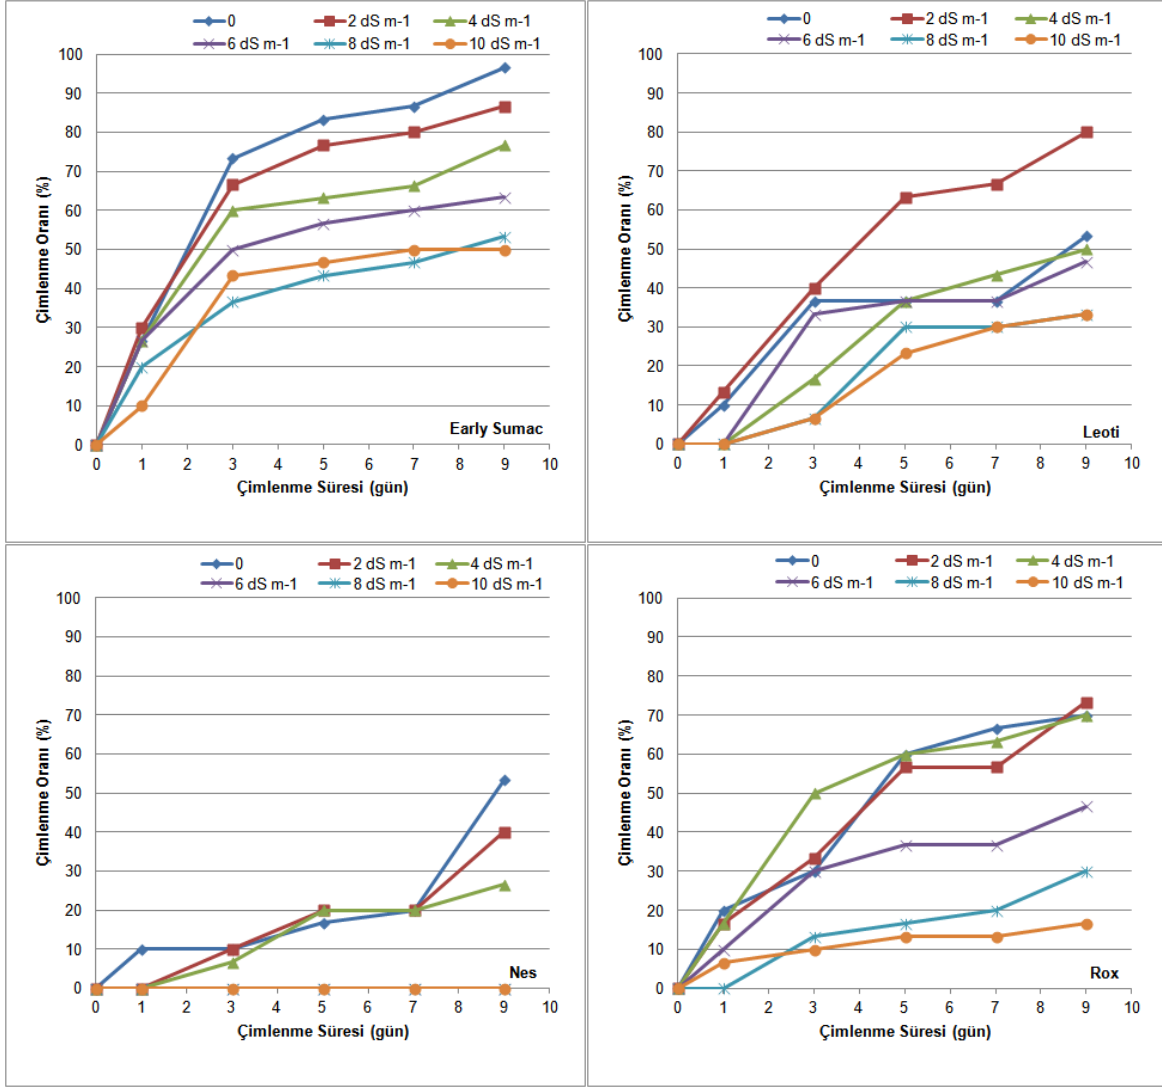 0 2 dS m-1 4 dS m-1
6 dS m-1 8 dS m-1 10 dS m-1
100
90
80
70
60
50
40
30
20
10
0
Çimlenme Oranı (%)
Early Sumac
0 1 2 3 4 5 6 7 8 9 10
Çimlenme Süresi (gün)
0 2 dS m-1 4 dS m-1
6 dS m-1 8 dS m-1 10 dS m-1
100
90
80
70
60
50
40
30
20
10
0
Çimlenme Oranı (%)
Leoti
0 1 2 3 4 5 6 7 8 9 10
Çimlenme Süresi (gün)
0 2 dS m-1 4 dS m-1
6 dS m-1 8 dS m-1 10 dS m-1
100
90
80
70
60
50
40
30
20
10
0
Çimlenme Oranı (%)
Nes
0 1 2 3 4 5 6 7 8 9 10
Çimlenme Süresi (gün)
0 2 dS m-1 4 dS m-1
6 dS m-1 8 dS m-1 10 dS m-1
100
90
80
70
60
50
40
30
20
10
0
Çimlenme Oranı (%)
Rox
0 1 2 3 4 5 6 7 8 9 10
Çimlenme Süresi (gün)